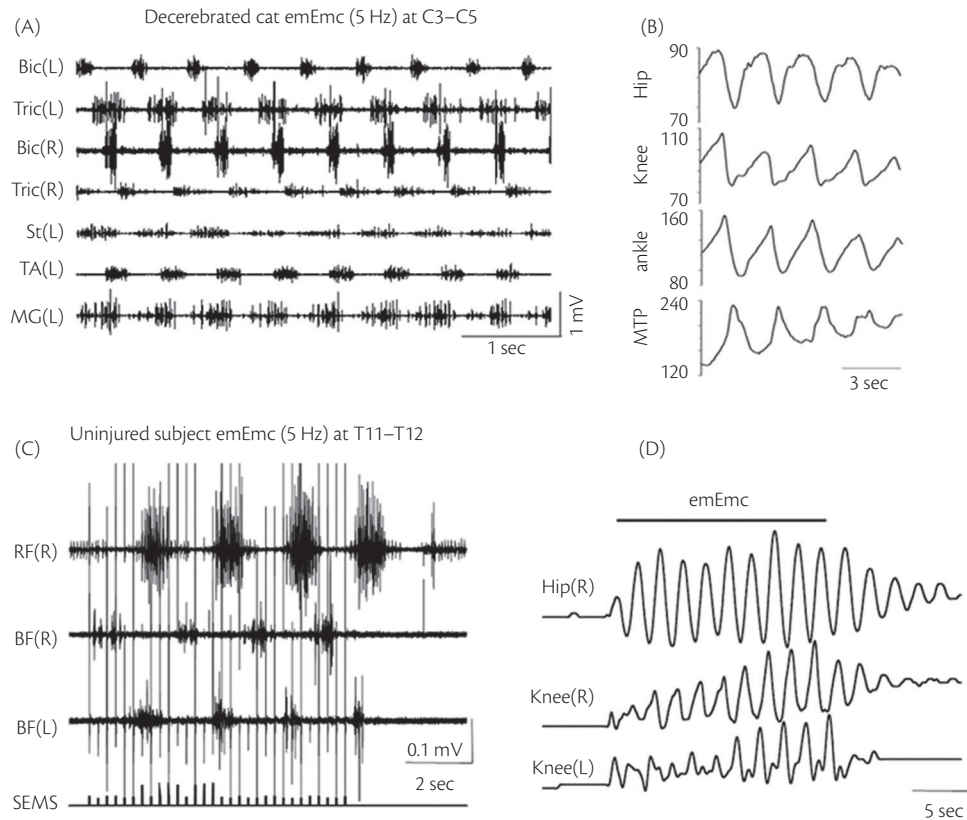 (A)
Decerebrated cat emEmc (5 Hz) at C3–C5
Bic(L)
Tric(L)
Bic(R)
Tric(R)
St(L)
TA(L)
MG(L)
1 mV
1 sec
(B)
90
Hip
70
110
Knee
70
160
ankle
80
240
MTP
120
3 sec
(C)
Uninjured subject emEmc (5 Hz) at T11–T12
RF(R)
BF(R)
BF(L)
0.1 mV
2 sec
SEMS
(D)
emEmc
Hip(R)
Knee(R)
Knee(L)
5 sec